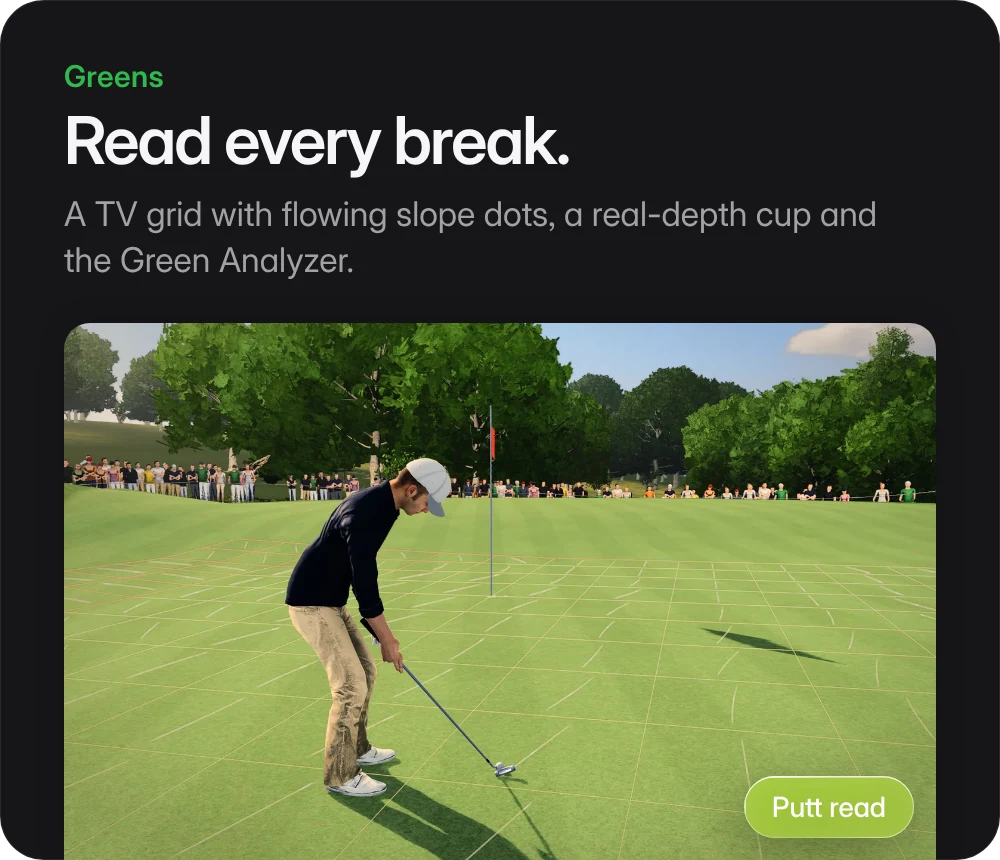 Greens
Read every break.
A TV grid with flowing slope dots, a real-depth cup and
the Green Analyzer.
Putt read